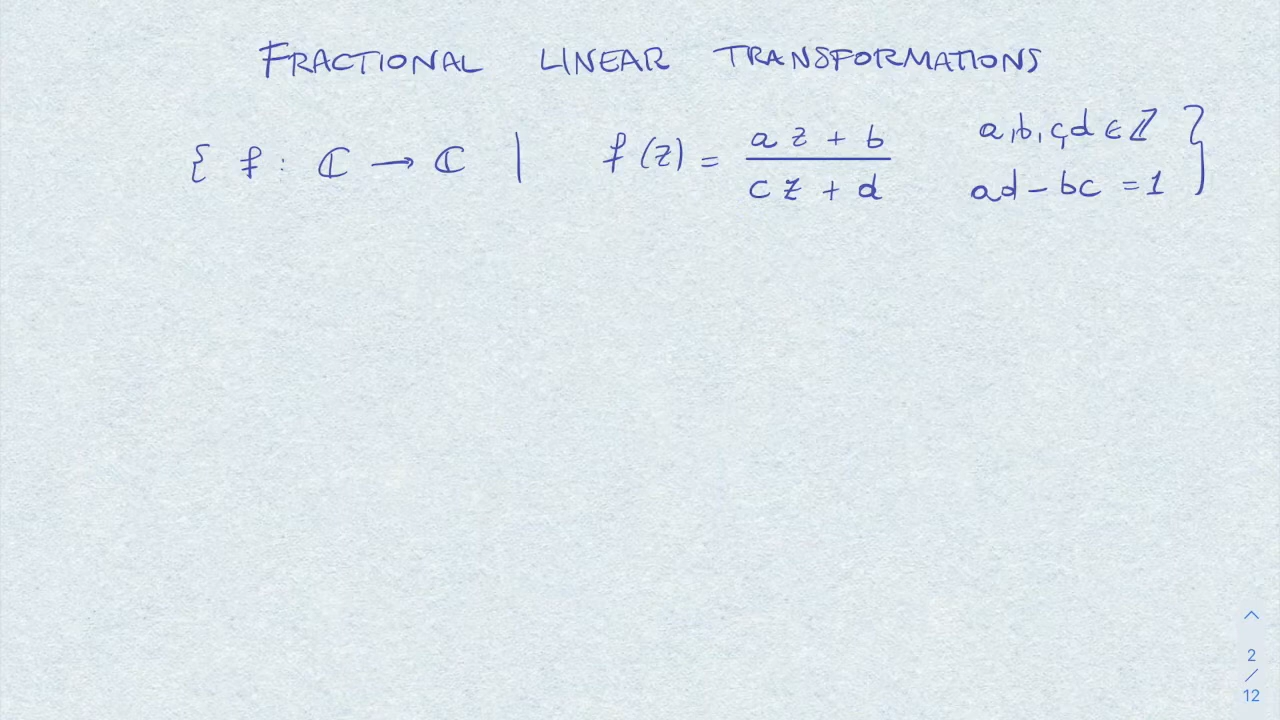 FRACTIONAL LINEAR TRANSFORMATIONS
{ f : ℂ → ℂ | f(z) = (az + b)/(cz + d) a,b,c,d ∈ ℤ ad - bc = 1 }
2
/
12